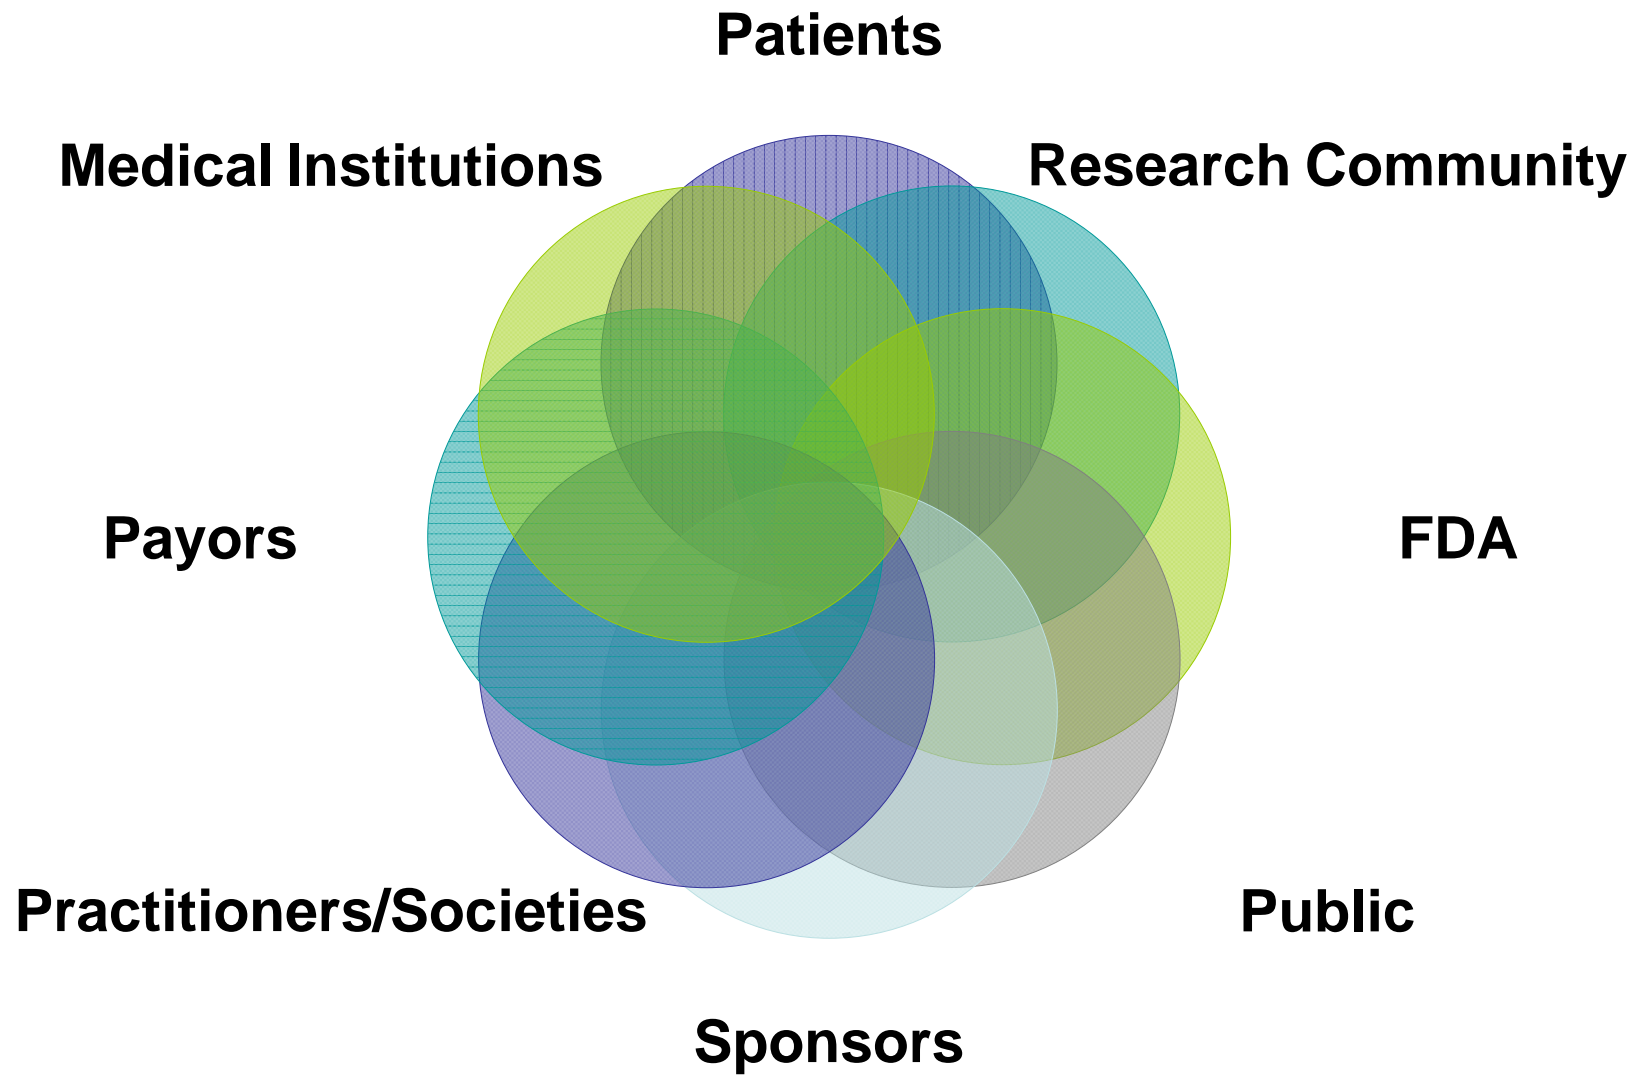 Patients
Medical Institutions
Research Community
Payors
FDA
Practitioners/Societies
Public
Sponsors